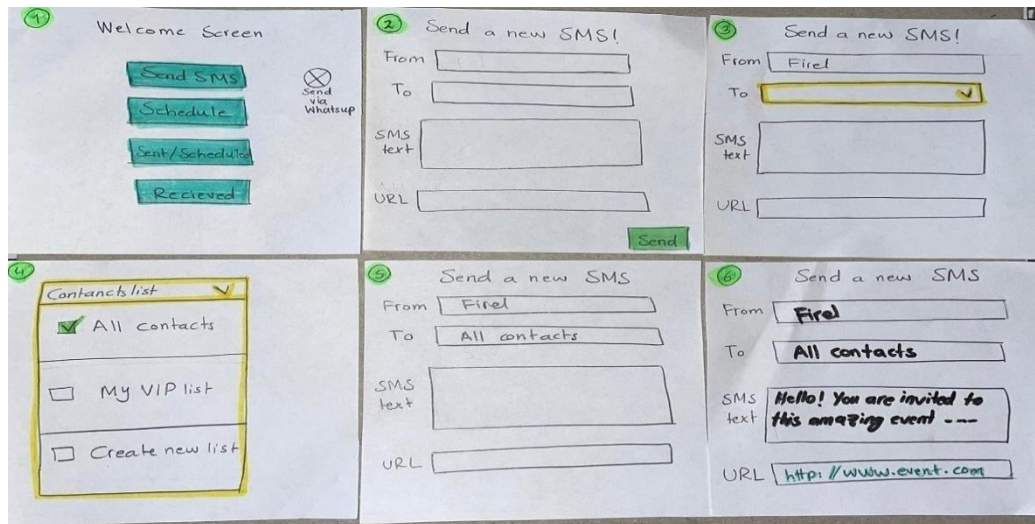 1
Welcome Screen
Send SMS
Schedule
Sent/Schedule
Recieved
Send
via
Whatsup
2
Send a new SMS!
From
To
SMS
text
URL
Send
3
Send a new SMS!
From Firel
To
SMS
text
URL
4
Contanctslist
All contacts
My VIP list
Create new list
5
Send a new SMS
From Firel
To All contacts
SMS
text
URL
6
Send a new SMS
From Firel
To All contacts
SMS Hello! You are invited to
text this amazing event ----
URL http://www.event.com